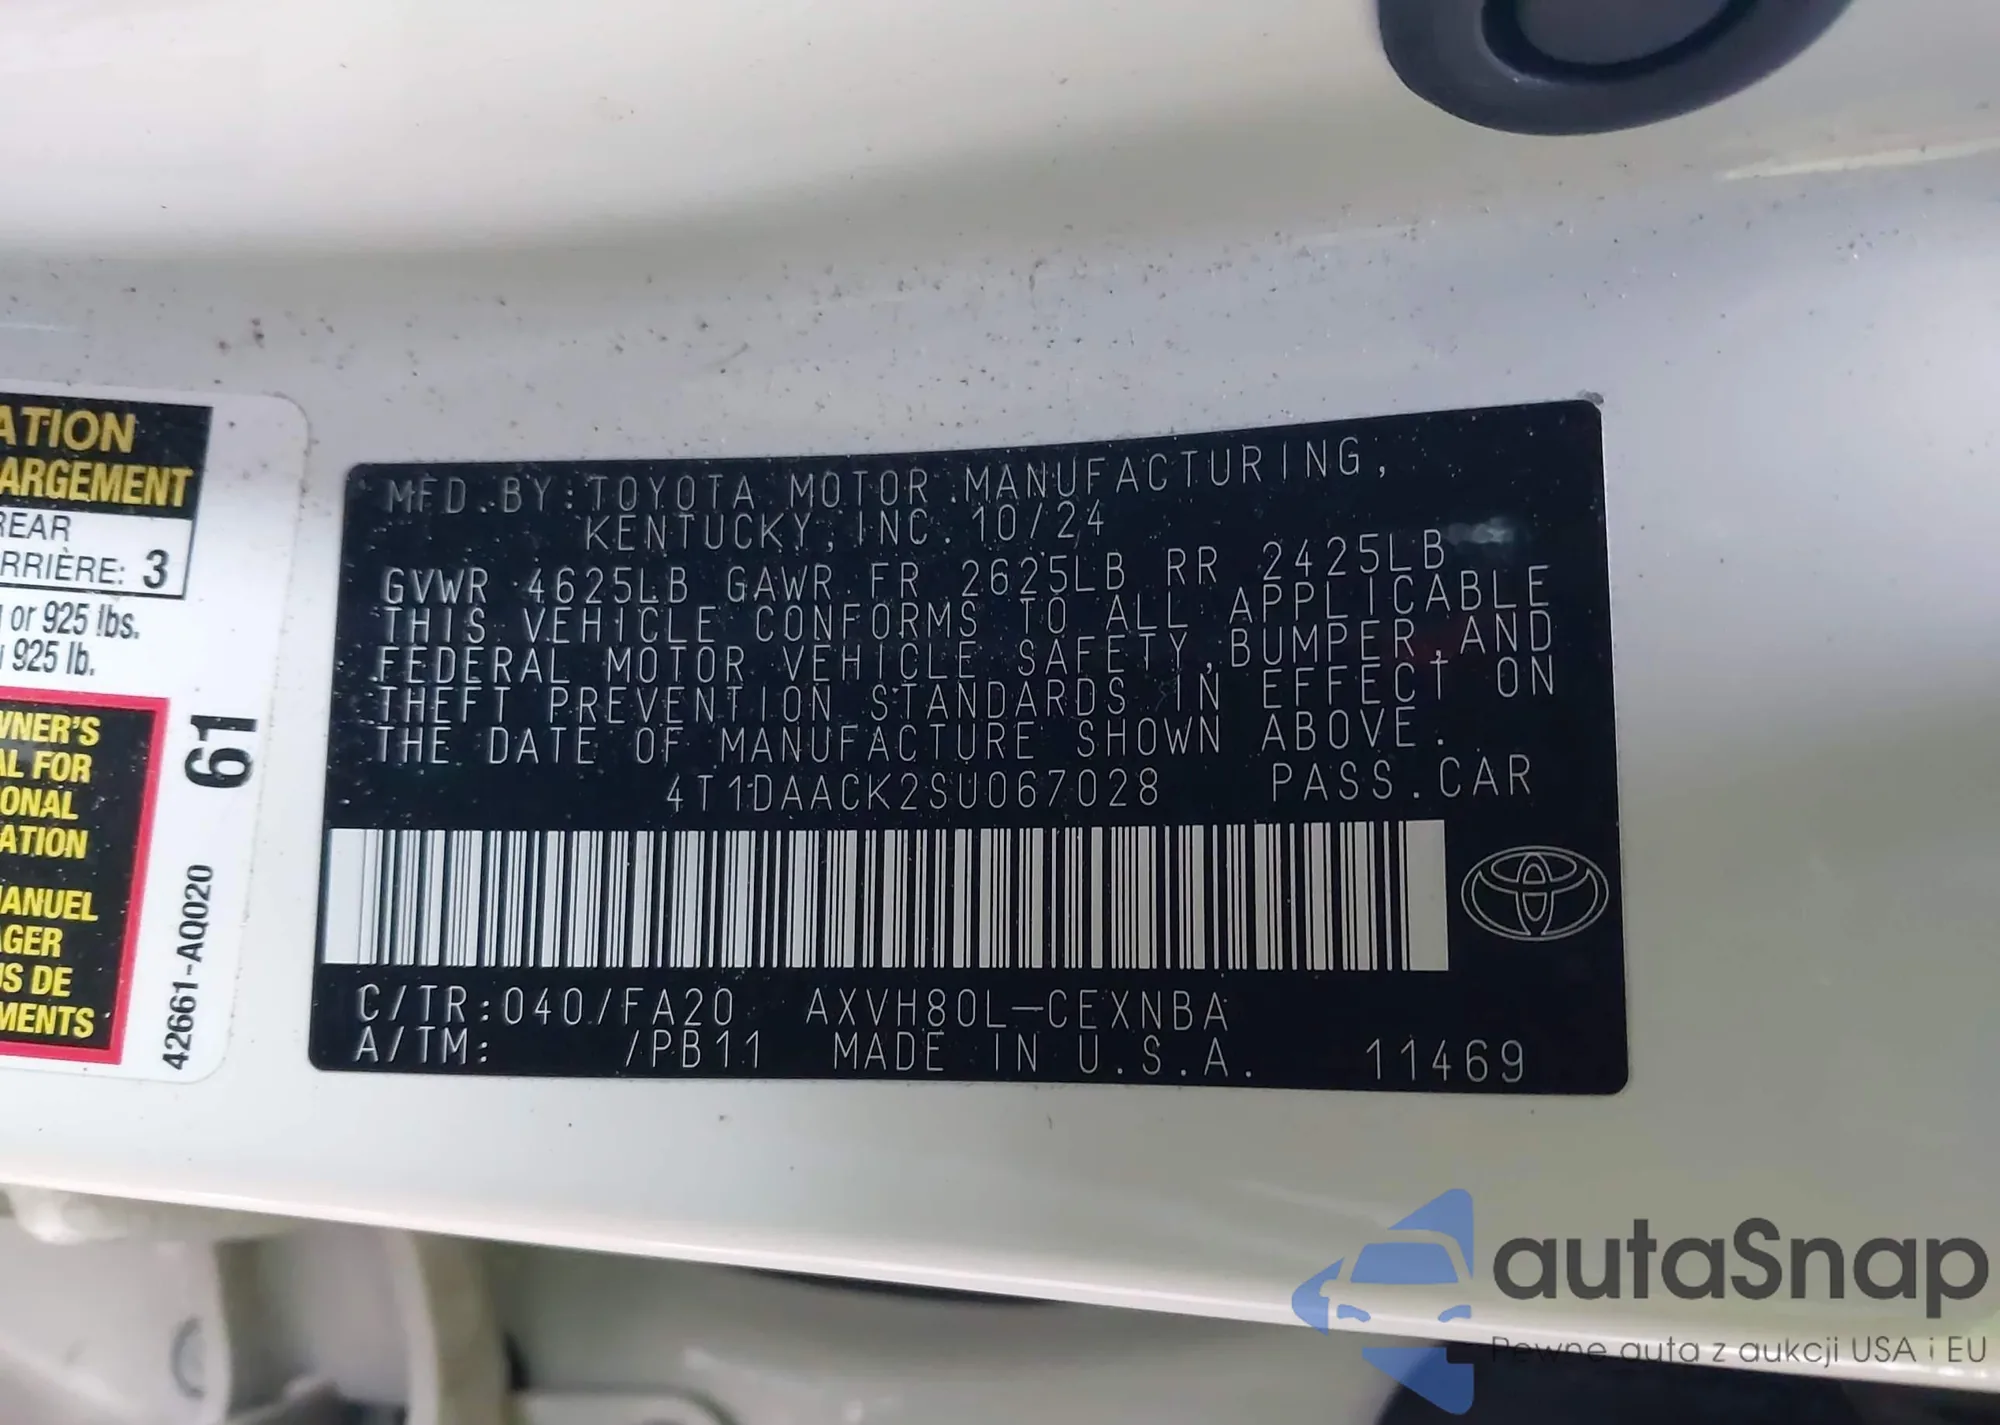 ATION
ARGEMENT
REAR
RRIÈRE: 3
or 925 lbs.
925 lb.
WNER'S
AL FOR
ONAL
ATION
MANUEL
AGER
US DE
MENTS
61
42661-AQ020
MFD.BY:TOYOTA MOTOR MANUFACTURING,
KENTUCKY, INC. 10/24
GVWR 4625LB GAWR FR 2625LB RR 2425LB
THIS VEHICLE CONFORMS TO ALL APPLICABLE
FEDERAL MOTOR VEHICLE SAFETY,BUMPER,AND
THEFT PREVENTION STANDARDS IN EFFECT ON
THE DATE OF MANUFACTURE SHOWN ABOVE.
4T1DAACK2SU067028 PASS.CAR
C/TR:040/FA20 AXVH80L-CEXNBA
A/TM: /PB11 MADE IN U.S.A. 11469
autaSnap
Pewne auta z aukcji USA i EU